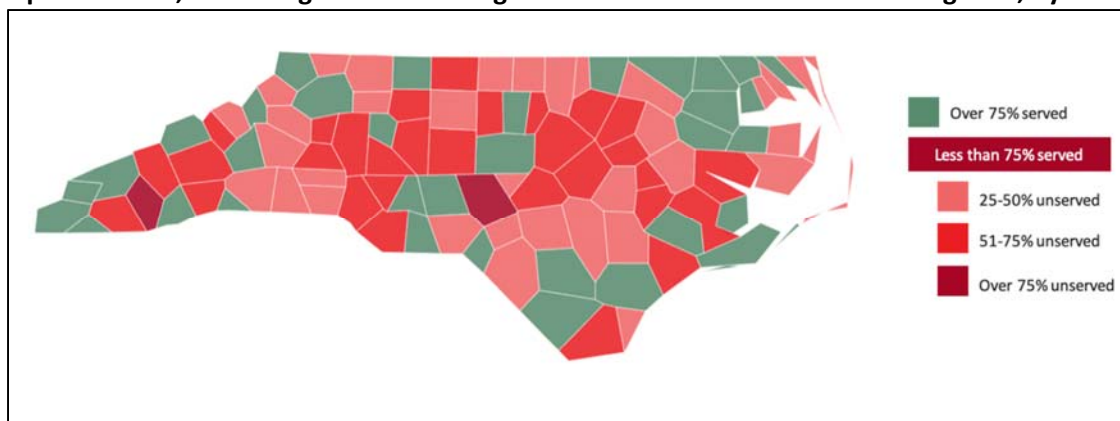 Over 75% served
Less than 75% served
25-50% unserved
51-75% unserved
Over 75% unserved